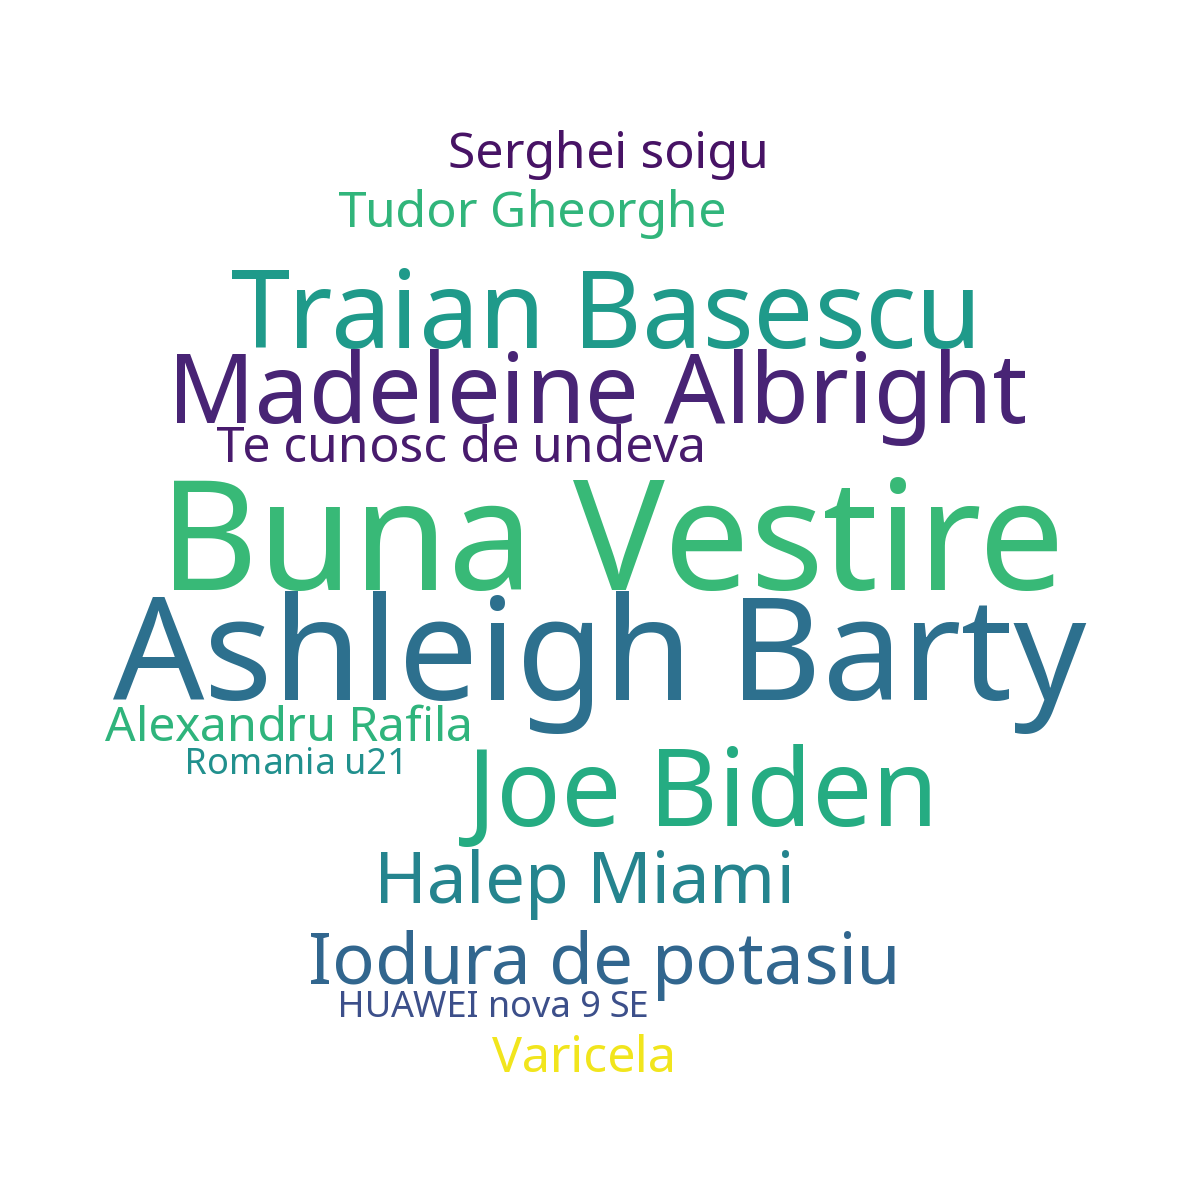 Serghei soigu
Tudor Gheorghe
Traian Basescu
Madeleine Albright
Te cunosc de undeva
Buna Vestire
Ashleigh Barty
Alexandru Rafila
Romania u21
Joe Biden
Halep Miami
Iodura de potasiu
HUAWEI nova 9 SE
Varicela